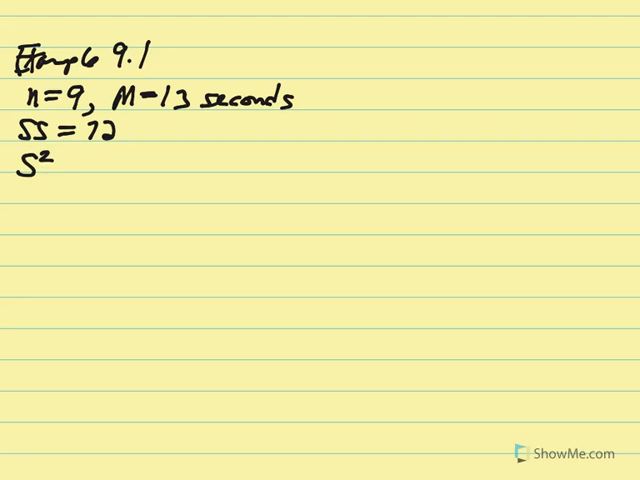 Example 9.1
n = 9, M = 13 seconds
SS = 72
S²
ShowMe.com